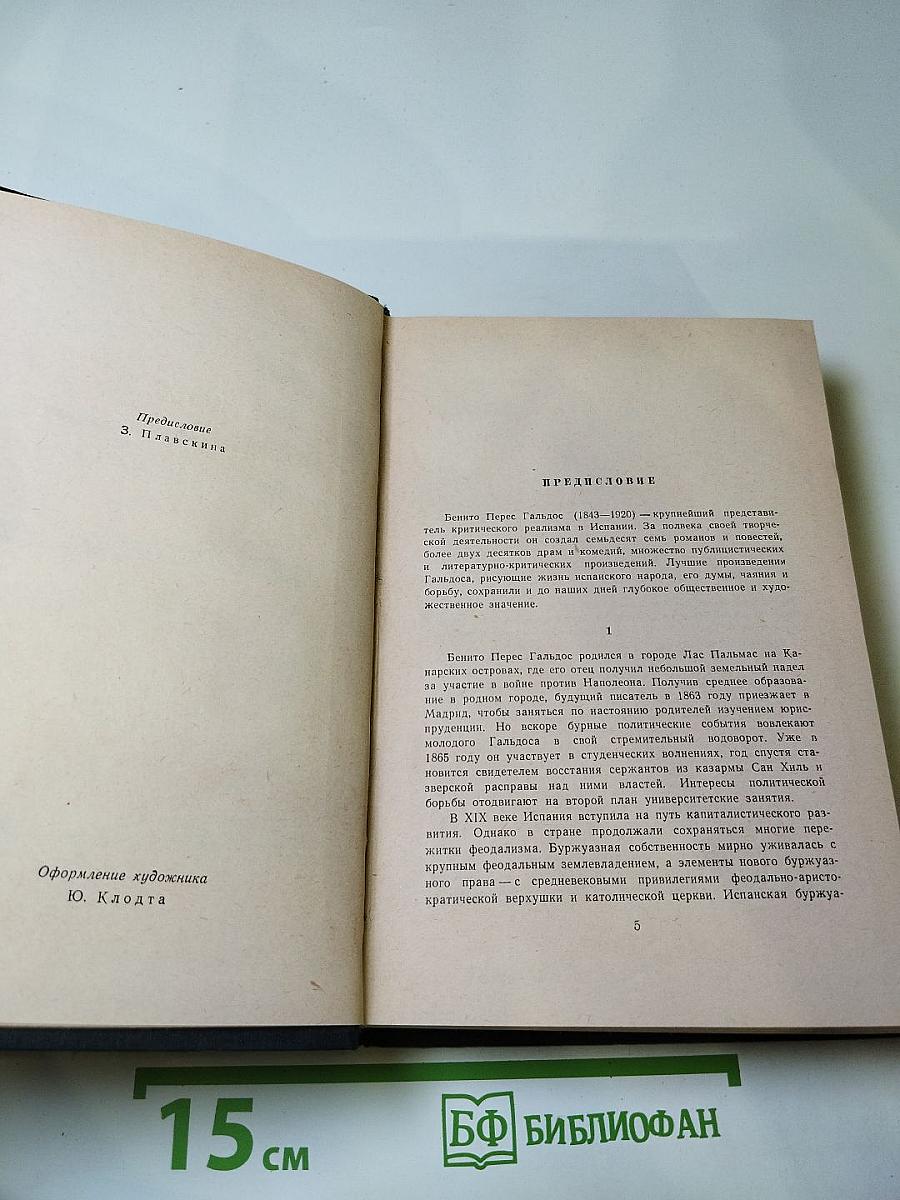 Предисловие
З. Плавскина
Оформление художника
Ю. Клодта
ПРЕДИСЛОВИЕ
Бенито Перес Гальдос (1843—1920) — крупнейший представи-
тель критического реализма в Испании. За полвека своей творче-
ской деятельности он создал семьдесят семь романов и повестей,
более двух десятков драм и комедий, множество публицистических
и литературно-критических произведений. Лучшие произведения
Гальдоса, рисующие жизнь испанского народа, его думы, чаяния и
борьбу, сохранили и до наших дней глубокое общественное и худо-
жественное значение.
1
Бенито Перес Гальдос родился в городе Лас Пальмас на Ка-
нарских островах, где его отец получил небольшой земельный надел
за участие в войне против Наполеона. Получив среднее образова-
ние в родном городе, будущий писатель в 1863 году приезжает в
Мадрид, чтобы заняться по настоянию родителей изучением юрис-
пруденции. Но вскоре бурные политические события вовлекают
молодого Гальдоса в свой стремительный водоворот. Уже в
1865 году он участвует в студенческих волнениях, год спустя ста-
новится свидетелем восстания сержантов из казармы Сан Хиль и
зверской расправы над ними властей. Интересы политической
борьбы отодвигают на второй план университетские занятия.
В XIX веке Испания вступила на путь капиталистического раз-
вития. Однако в стране продолжали сохраняться многие пере-
житки феодализма. Буржуазная собственность мирно уживалась с
крупным феодальным землевладением, а элементы нового буржуаз-
ного права — с средневековыми привилегиями феодально-аристо-
кратической верхушки и католической церкви. Испанская буржуа-
5
15 см
БФ БИБЛИОФАН